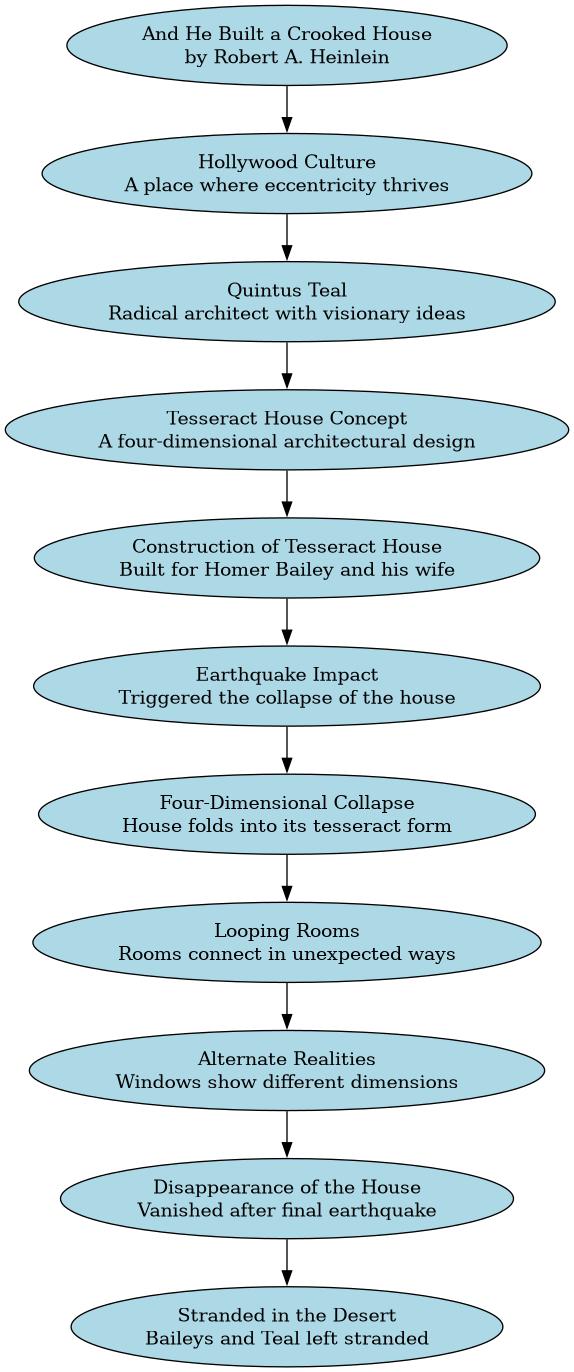 And He Built a Crooked House
by Robert A. Heinlein
Hollywood Culture
A place where eccentricity thrives
Quintus Teal
Radical architect with visionary ideas
Tesseract House Concept
A four-dimensional architectural design
Construction of Tesseract House
Built for Homer Bailey and his wife
Earthquake Impact
Triggered the collapse of the house
Four-Dimensional Collapse
House folds into its tesseract form
Looping Rooms
Rooms connect in unexpected ways
Alternate Realities
Windows show different dimensions
Disappearance of the House
Vanished after final earthquake
Stranded in the Desert
Baileys and Teal left stranded